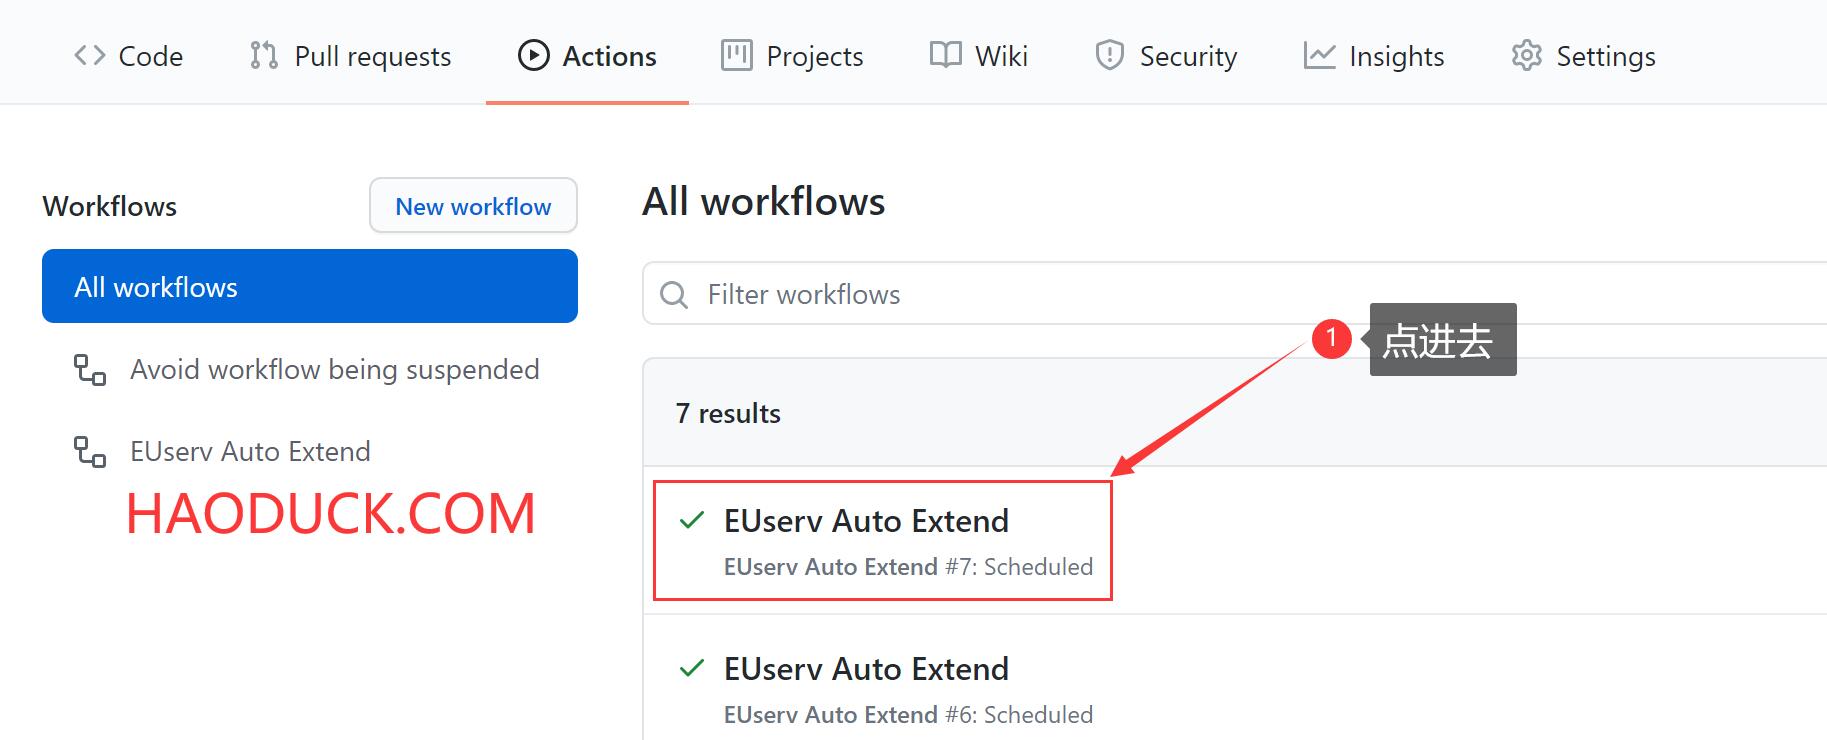 Code
Pull requests
Actions
Projects
Wiki
Security
Insights
Settings
Workflows
New workflow
All workflows
Avoid workflow being suspended
EUserv Auto Extend
HAODUCK.COM
All workflows
Filter workflows
1
点进去
7 results
EUserv Auto Extend
EUserv Auto Extend #7: Scheduled
EUserv Auto Extend
EUserv Auto Extend #6: Scheduled